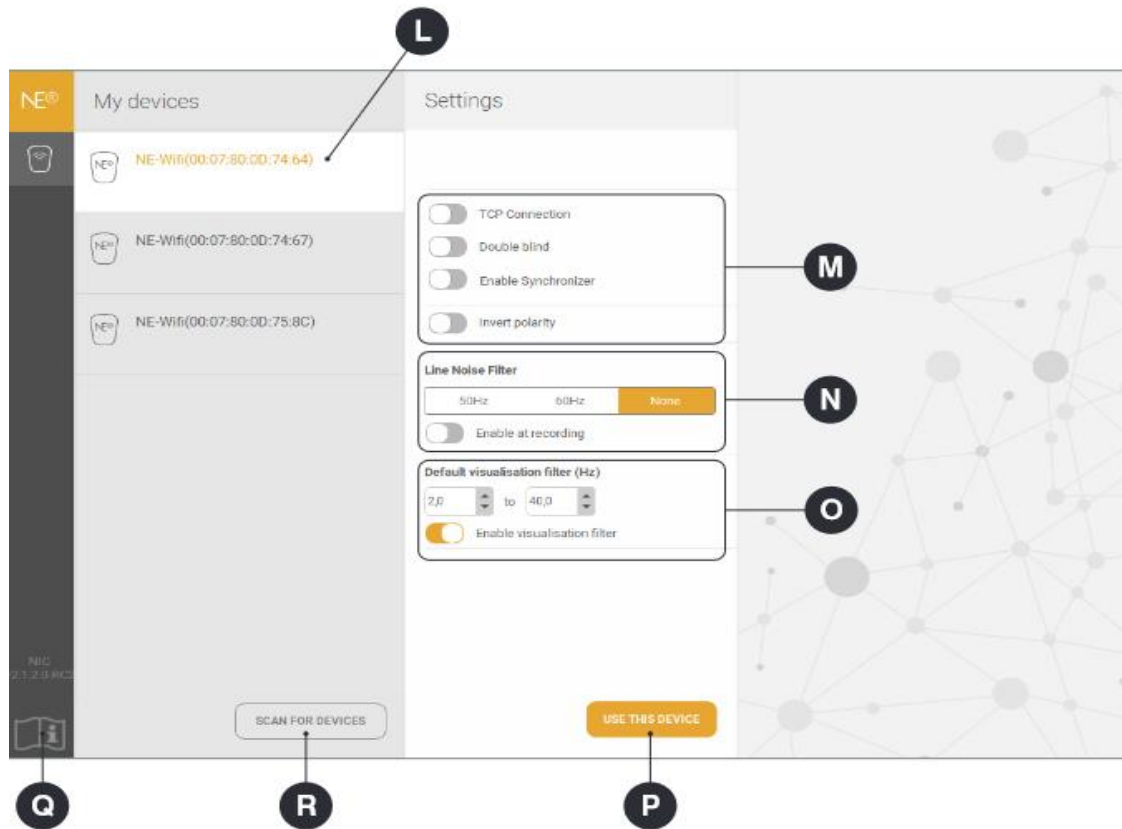 L
NE®
My devices
Settings
NE-Wifi(00:07:80:0D:74:64)
NE®
TCP Connection
Double blind
NE-Wifi(00:07:80:0D:74:67)
NE®
M
Enable Synchronizer
NE-Wifi(00:07:80:0D:75:8C)
NE®
Invert polarity
Line Noise Filter
50Hz 60Hz None
N
Enable at recording
Default visualisation filter (Hz)
2,0 to 40,0
O
Enable visualisation filter
NIC
SCAN FOR DEVICES
USE THIS DEVICE
i
Q
R
P